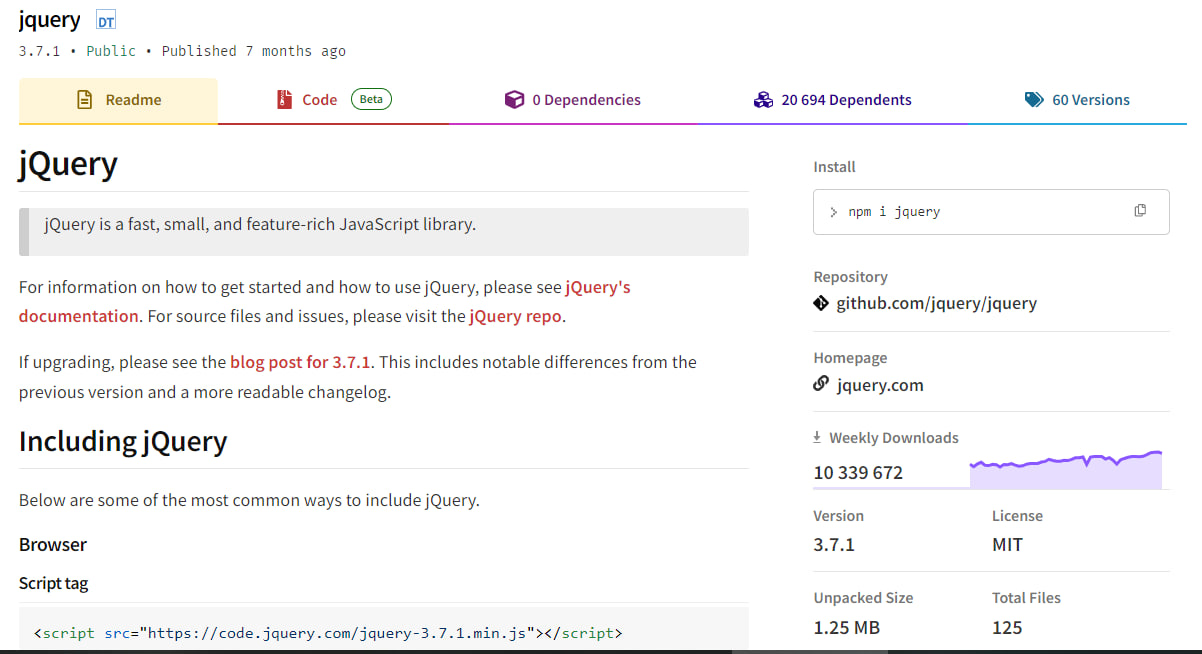 jquery DT
3.7.1 • Public • Published 7 months ago
Readme
Code Beta
0 Dependencies
20 694 Dependents
60 Versions
jQuery
jQuery is a fast, small, and feature-rich JavaScript library.
For information on how to get started and how to use jQuery, please see jQuery's
documentation. For source files and issues, please visit the jQuery repo.
If upgrading, please see the blog post for 3.7.1. This includes notable differences from the
previous version and a more readable changelog.
Including jQuery
Below are some of the most common ways to include jQuery.
Browser
Script tag
<script src="https://code.jquery.com/jquery-3.7.1.min.js"></script>
Install
> npm i jquery
Repository
github.com/jquery/jquery
Homepage
jquery.com
Weekly Downloads
10 339 672
Version
3.7.1
License
MIT
Unpacked Size
1.25 MB
Total Files
125